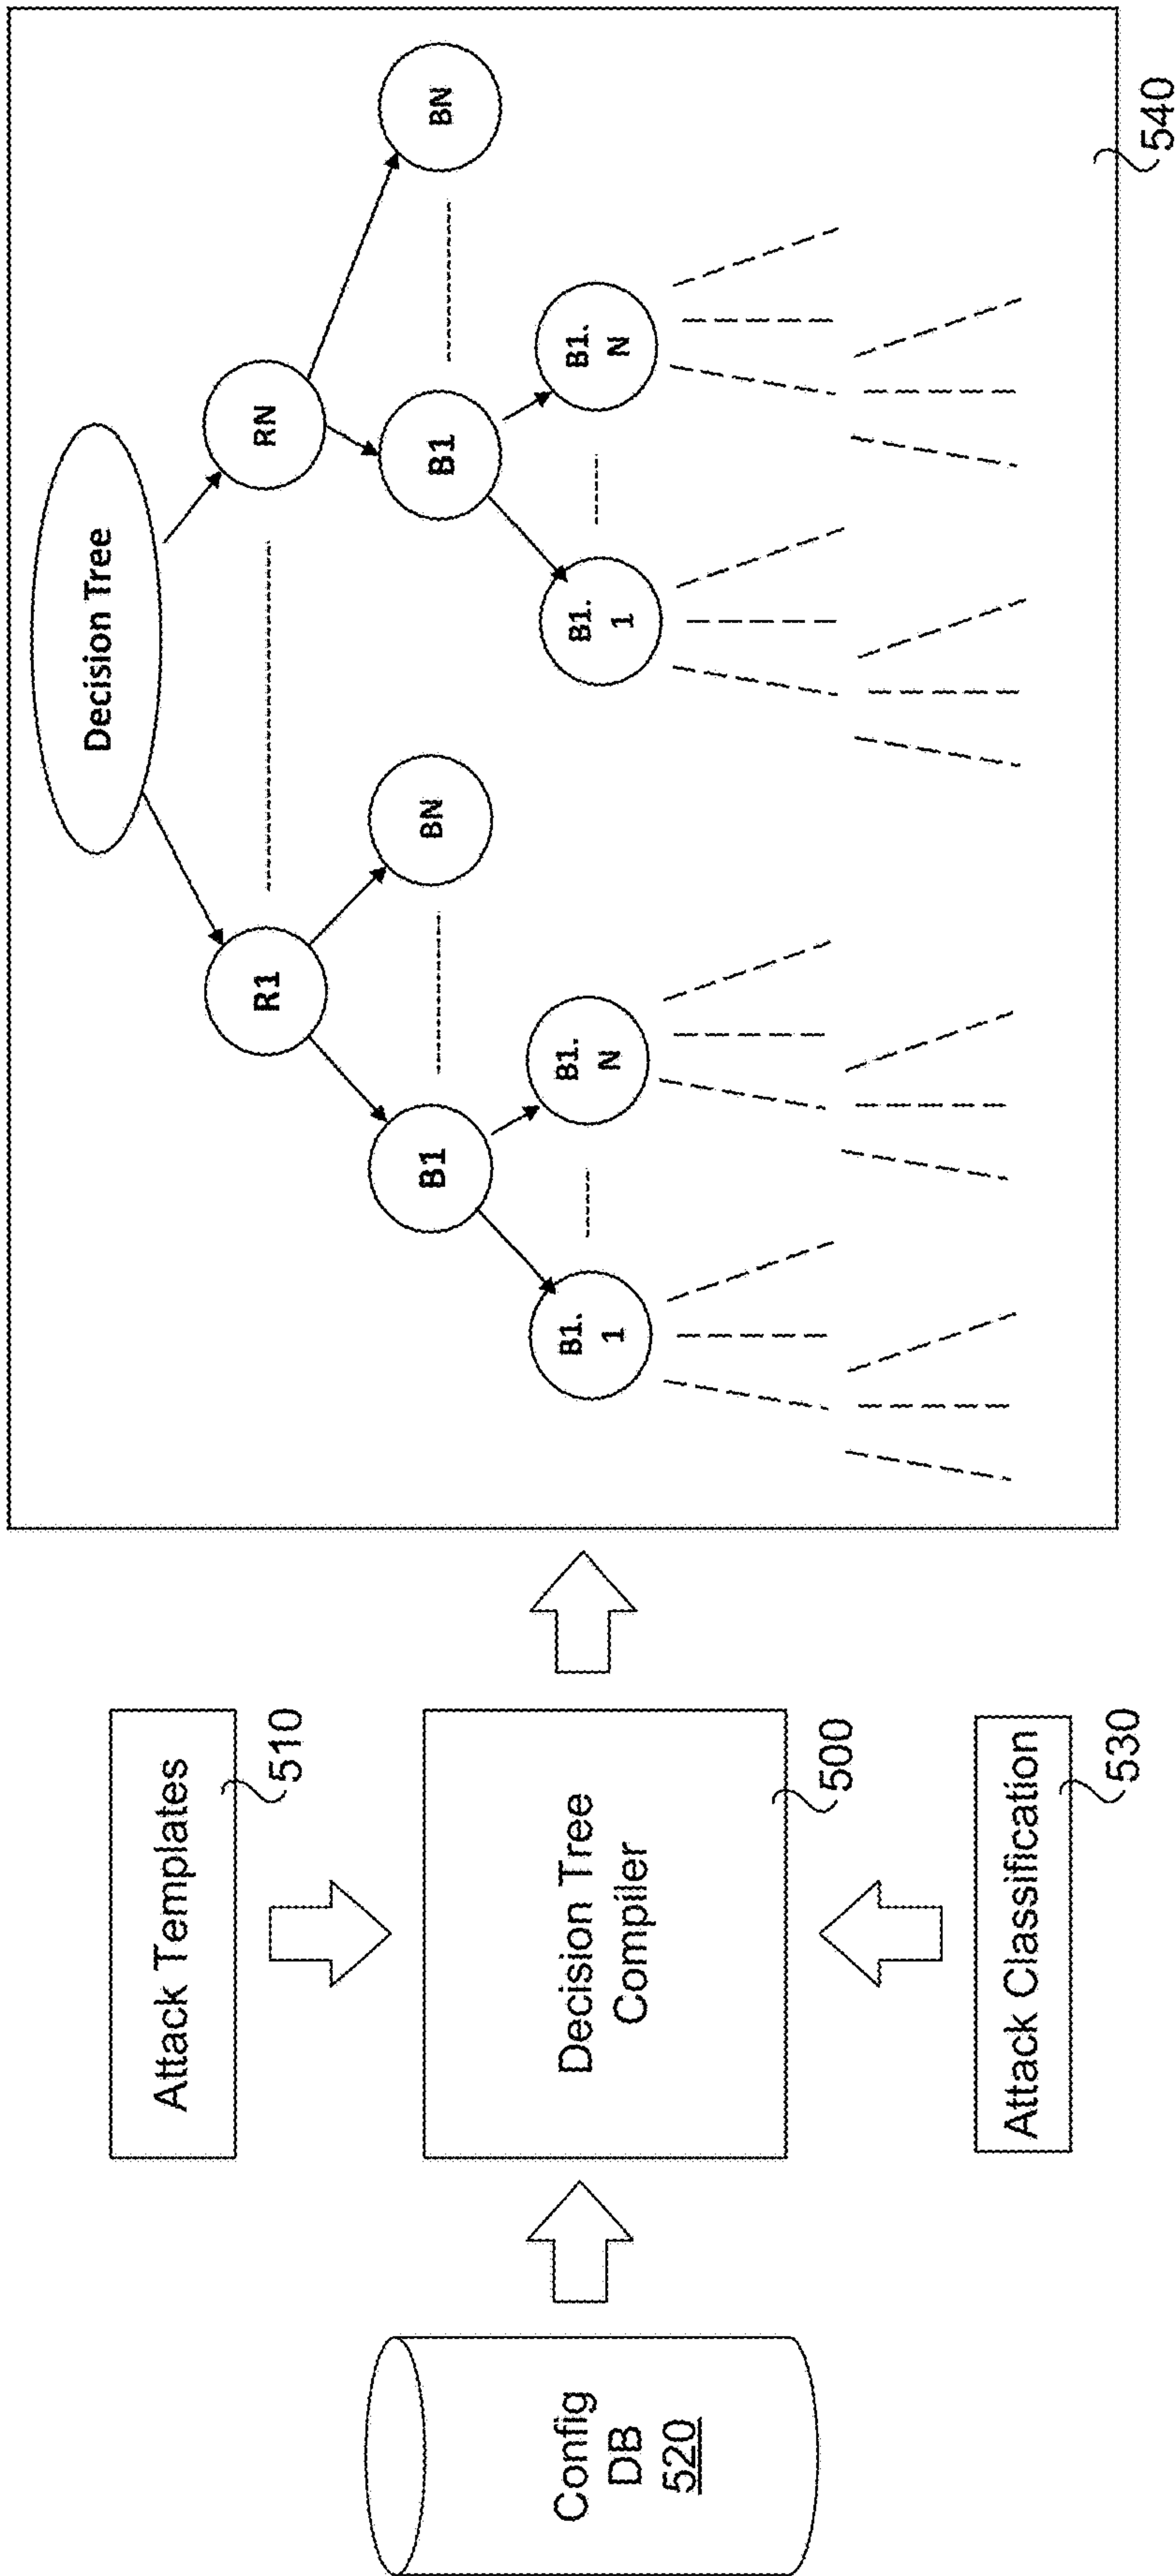 Attack Templates
510
Config
DB
520
Decision Tree
Compiler
500
Attack Classification
530
Decision Tree
R1
RN
B1
BN
B1
BN
B1.
1
B1.
N
B1.
1
B1.
N
540